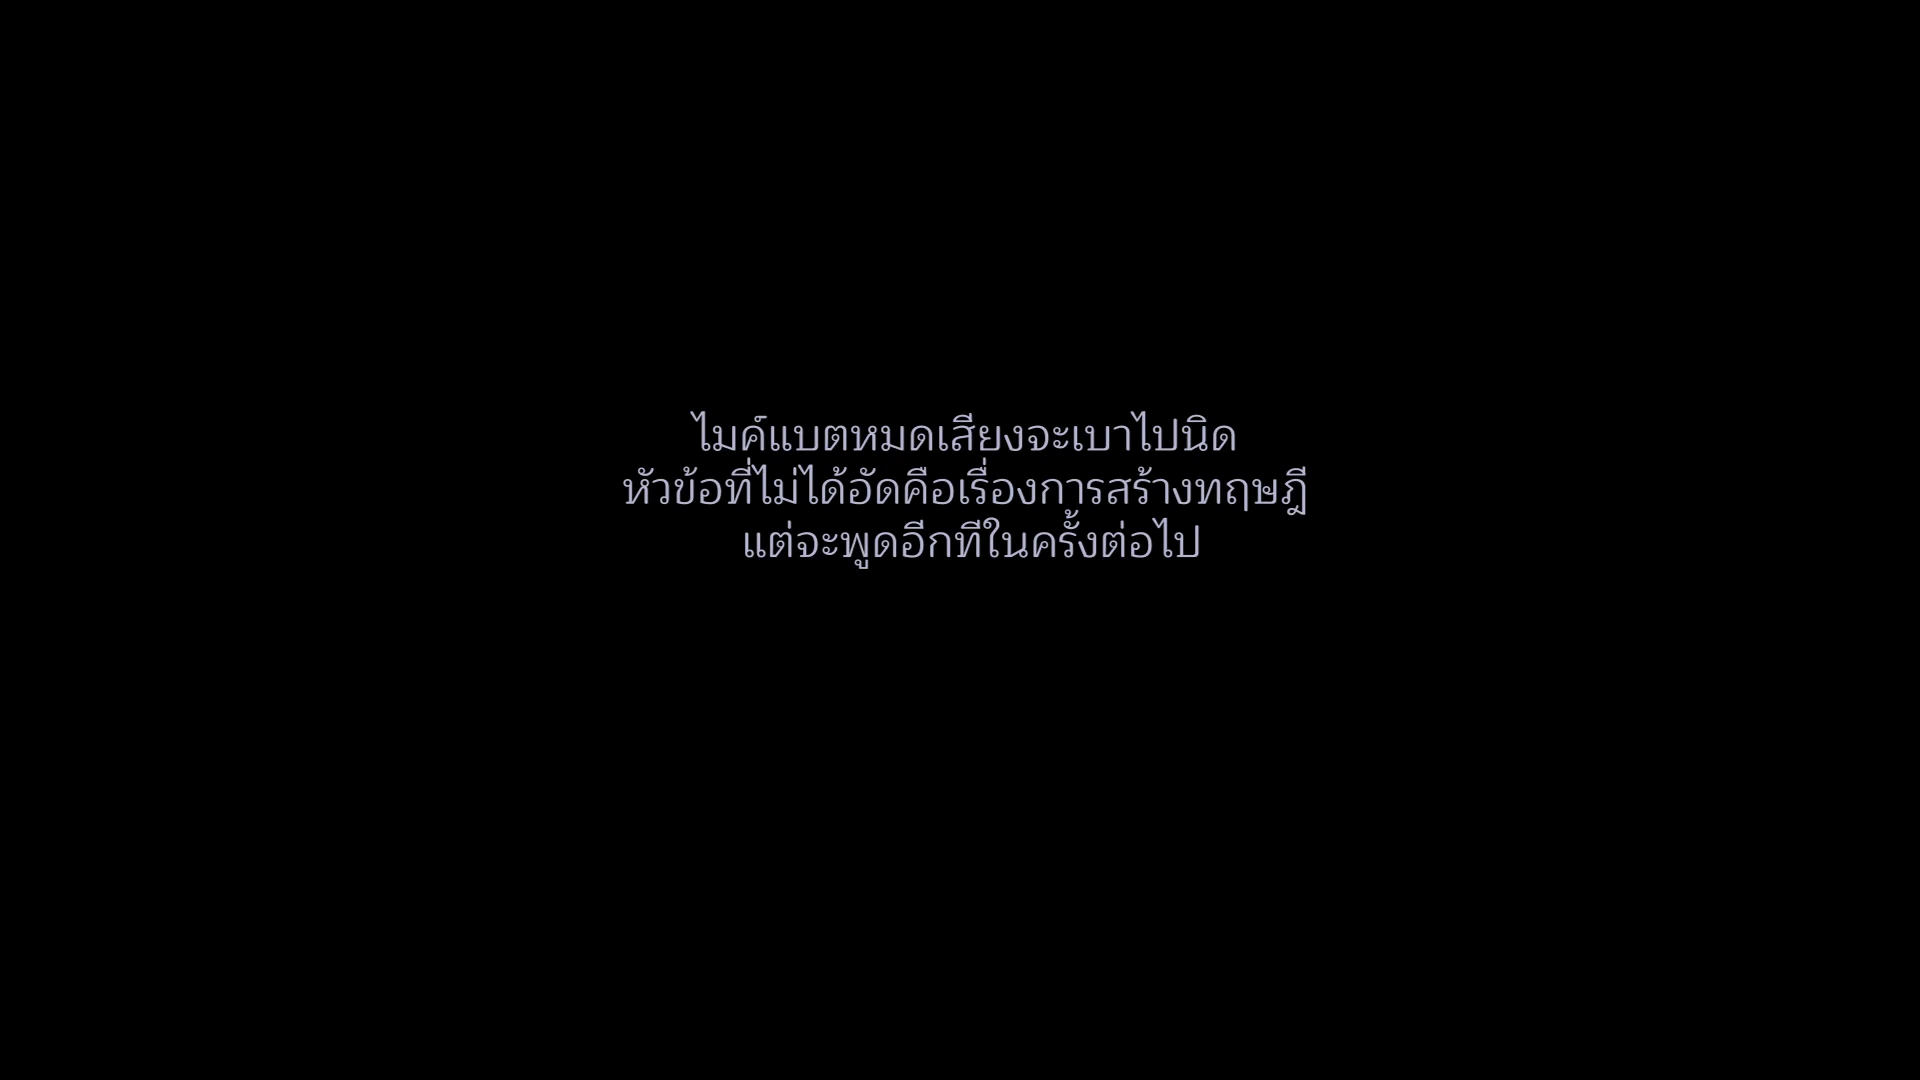 ไมค์แบตหมดเสียงจะเบาไปนิด
หัวข้อที่ไม่ได้อัดคือเรื่องการสร้างทฤษฎี
แต่จะพูดอีกทีในครั้งต่อไป